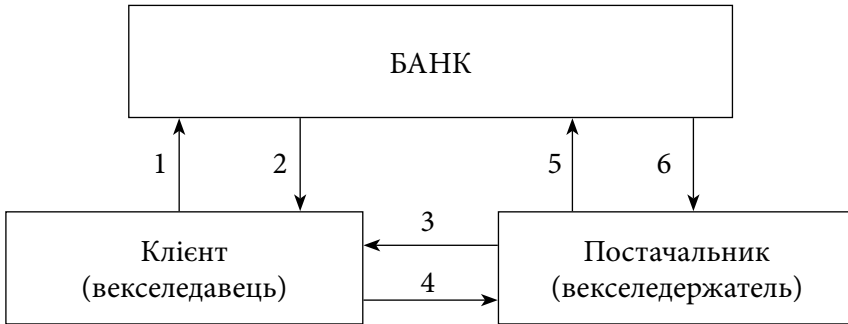 БАНК
1
2
5
6
Клієнт
(векселедавець)
3
4
Постачальник
(векселедержатель)